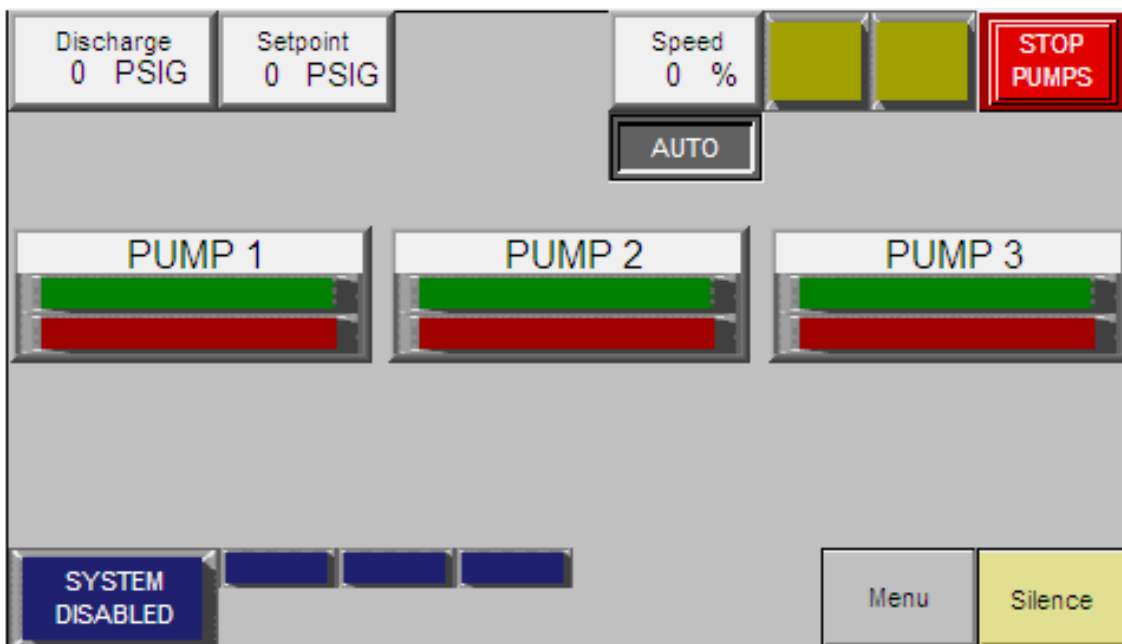 Discharge
0 PSIG
Setpoint
0 PSIG
Speed
0 %
STOP
PUMPS
AUTO
PUMP 1
PUMP 2
PUMP 3
SYSTEM
DISABLED
Menu
Silence